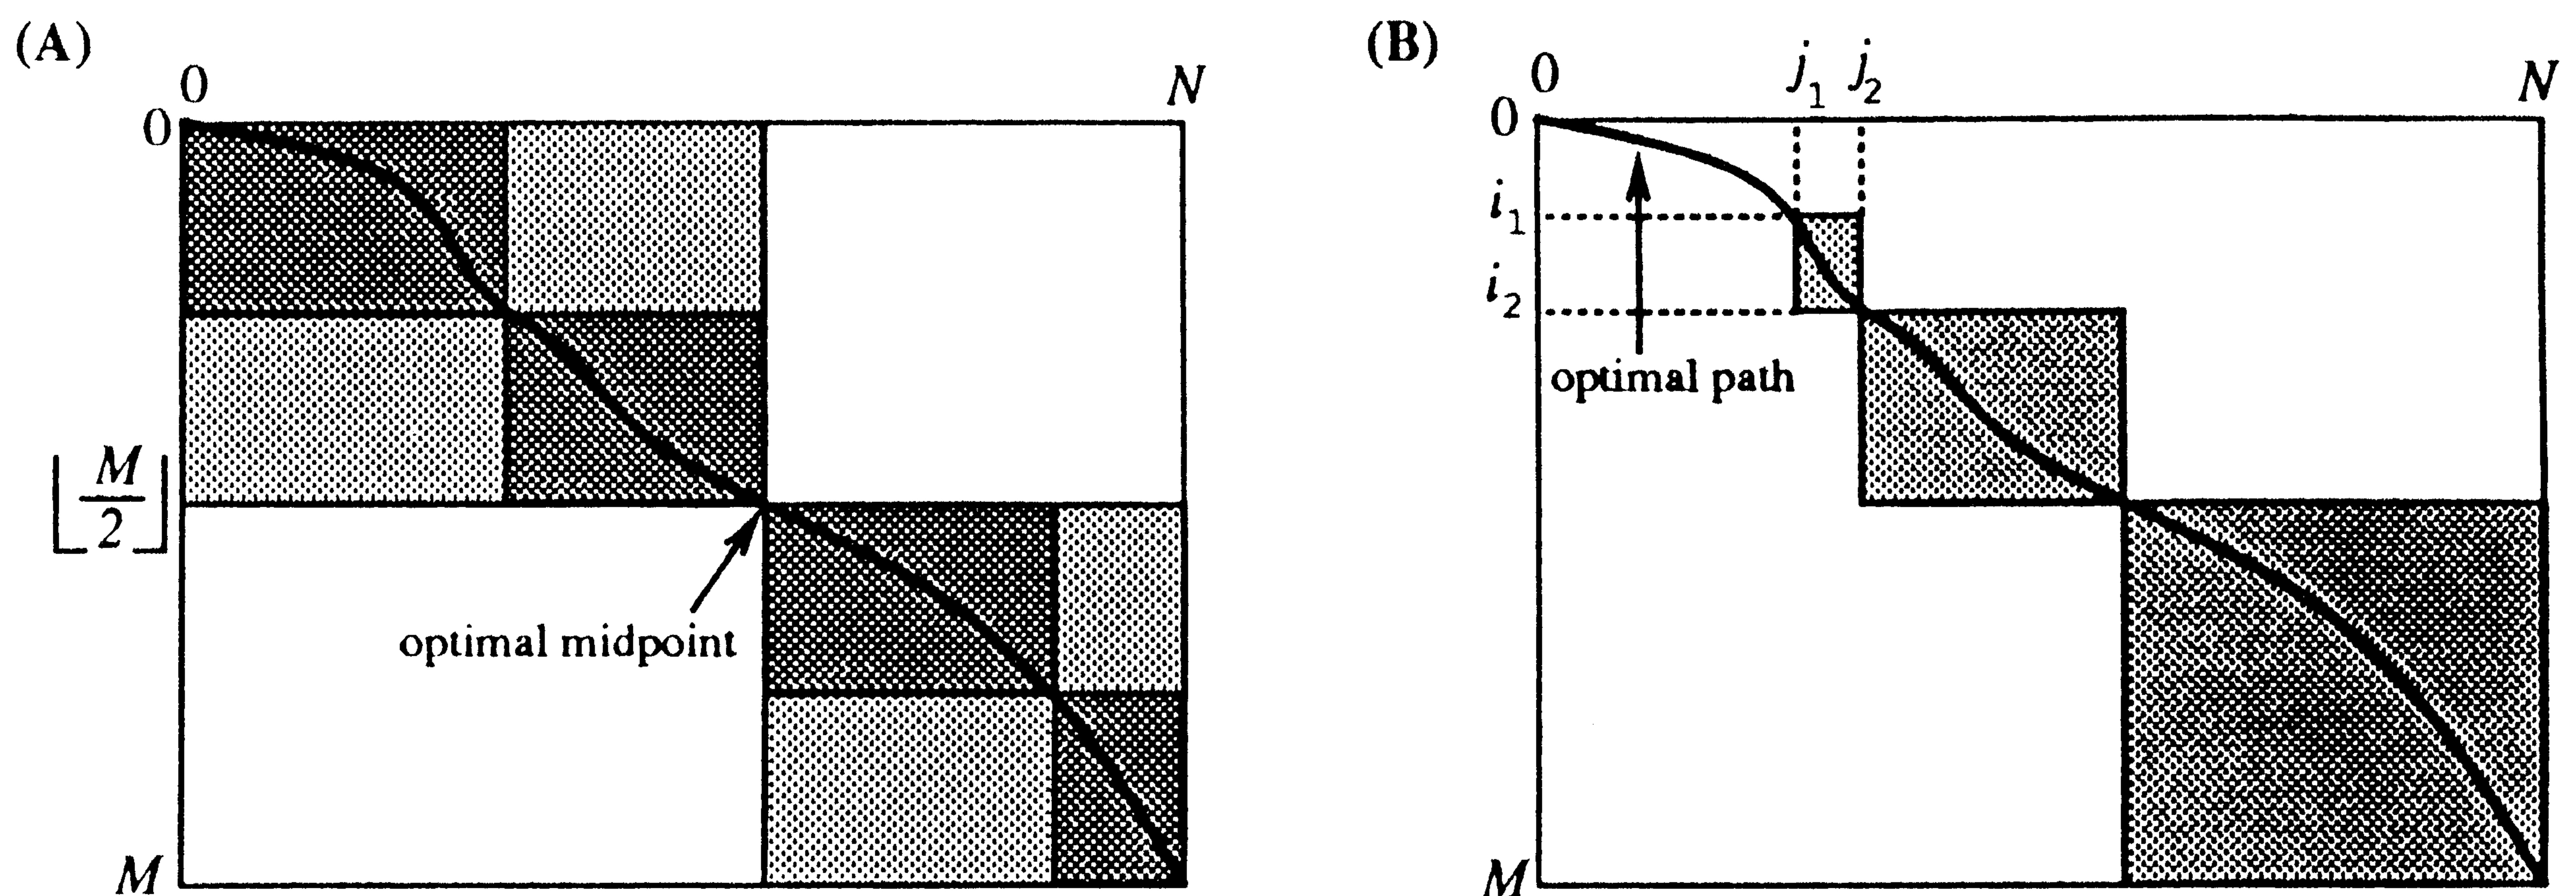 (A)
0
N
0
⌊M/2⌋
optimal midpoint
M
(B)
0
j1
j2
N
0
i1
i2
optimal path
M